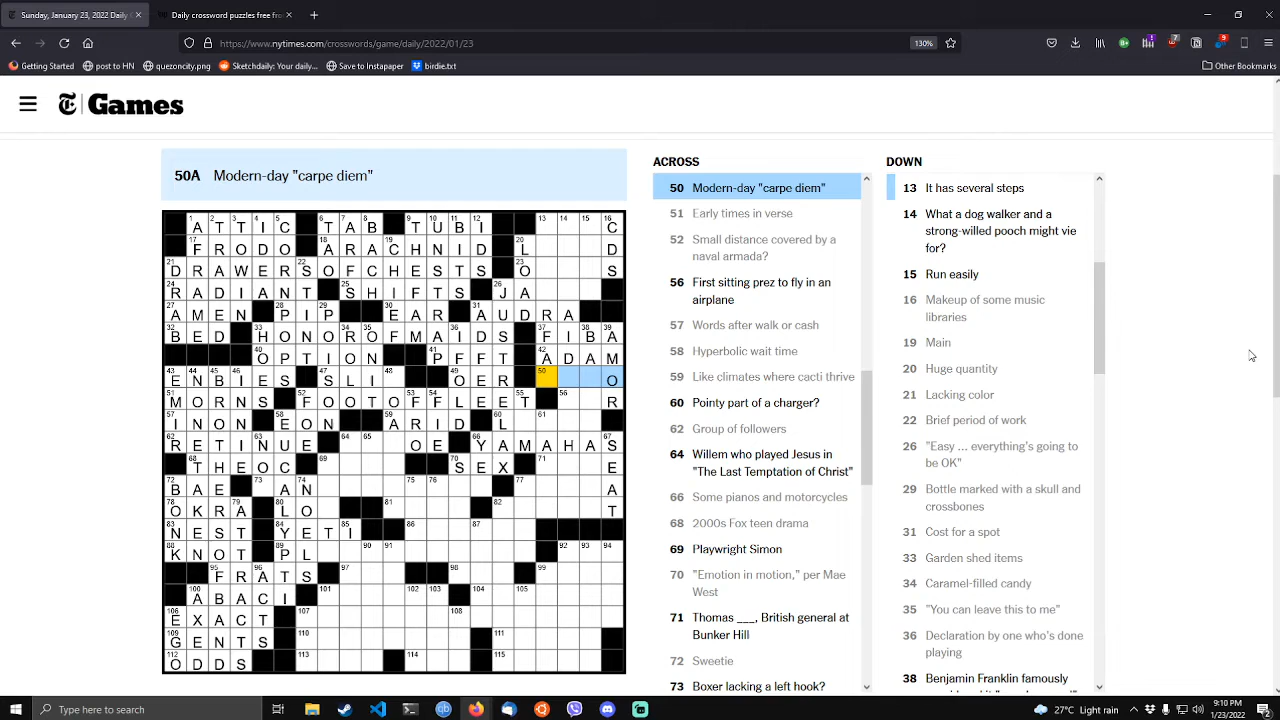 Sunday, January 23, 2022 Daily
Daily crossword puzzles free fro
https://www.nytimes.com/crosswords/game/daily/2022/01/23
130%
Getting Started
post to HN
quezoncity.png
Sketchdaily: Your daily...
Save to Instapaper
birdie.txt
Other Bookmarks
Games
50A Modern-day "carpe diem"
ACROSS
50 Modern-day "carpe diem"
51 Early times in verse
52 Small distance covered by a
naval armada?
56 First sitting prez to fly in an
airplane
57 Words after walk or cash
58 Hyperbolic wait time
59 Like climates where cacti thrive
60 Pointy part of a charger?
62 Group of followers
64 Willem who played Jesus in
"The Last Temptation of Christ"
66 Some pianos and motorcycles
68 2000s Fox teen drama
69 Playwright Simon
70 "Emotion in motion," per Mae
West
71 Thomas ___, British general at
Bunker Hill
72 Sweetie
73 Boxer lacking a left hook?
DOWN
13 It has several steps
14 What a dog walker and a
strong-willed pooch might vie
for?
15 Run easily
16 Makeup of some music
libraries
19 Main
20 Huge quantity
21 Lacking color
22 Brief period of work
26 "Easy ... everything's going to
be OK"
29 Bottle marked with a skull and
crossbones
31 Cost for a spot
33 Garden shed items
34 Caramel-filled candy
35 "You can leave this to me"
36 Declaration by one who's done
playing
38 Benjamin Franklin famously
A T T I C T A B T U B I C
F R O D O A R A C H N I D L D
D R A W E R S O F C H E S T S O S
R A D I A N T S H I F T S J A
A M E N P I P E A R A U D R A
B E D H O N O R O F M A I D S F I B A
O P T I O N P F F T A D A M
E N B I E S S L I O E R O
M O R N S F O O T O F F L E E T R
I N O N E O N A R I D L
R E T I N U E O E Y A M A H A S
T H E O C S E X E
B A E A N A
O K R A L O T
N E S T Y E T I
K N O T P L
F R A T S
A B A C I
E X A C T
G E N T S
O D D S
Type here to search
27°C Light rain
9:10 PM
1/23/2022